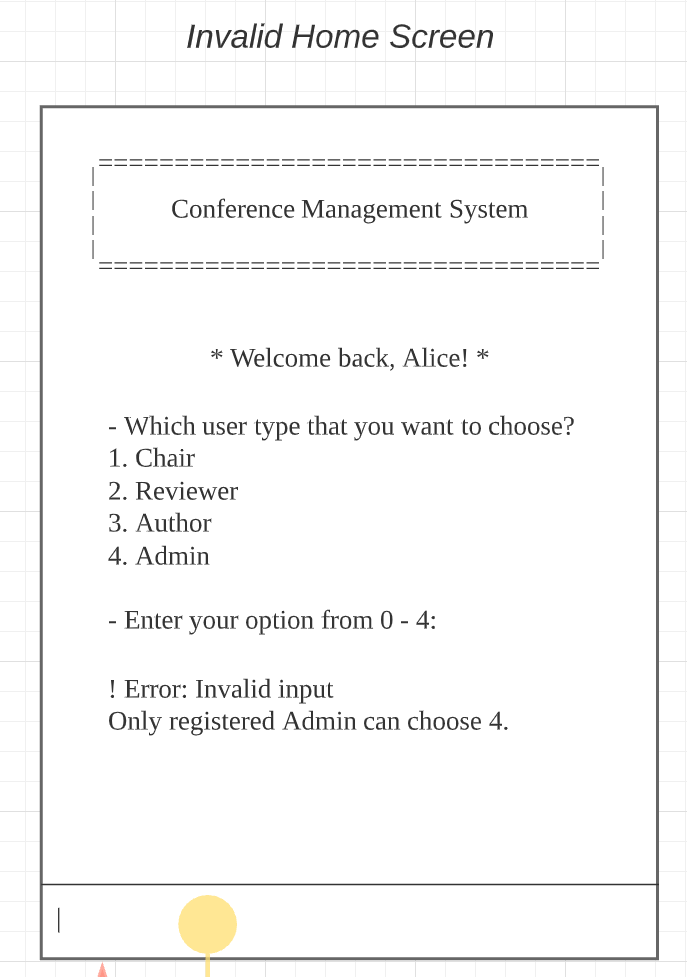 Invalid Home Screen
==================================
Conference Management System
==================================
* Welcome back, Alice! *
- Which user type that you want to choose?
1. Chair
2. Reviewer
3. Author
4. Admin
- Enter your option from 0 - 4:
! Error: Invalid input
Only registered Admin can choose 4.